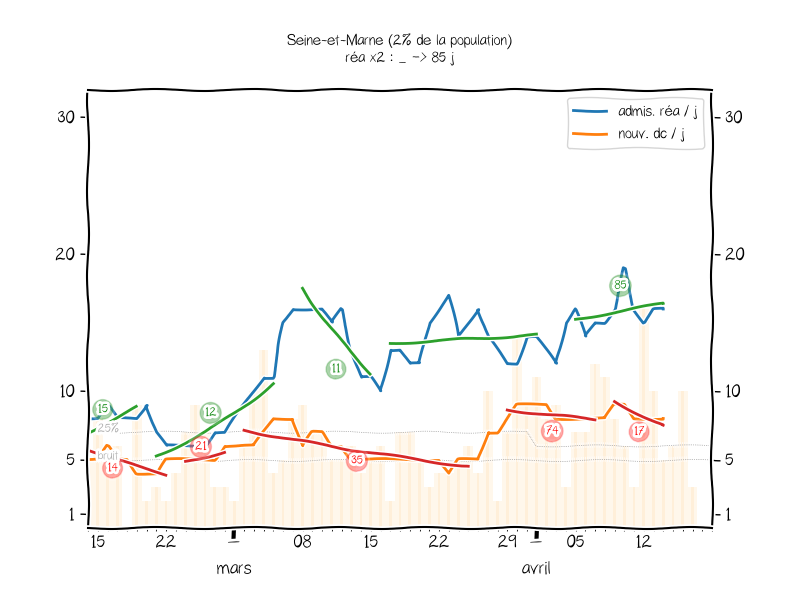 Seine-et-Marne (2% de la population)
réa x2 : _ -> 85 j
admis. réa / j
nouv. dc / j
30
30
20
20
10
10
5
5
1
1
25%
bruit
15
14
21
12
11
35
74
85
17
15 22 08 15 22 29 05 12
mars avril